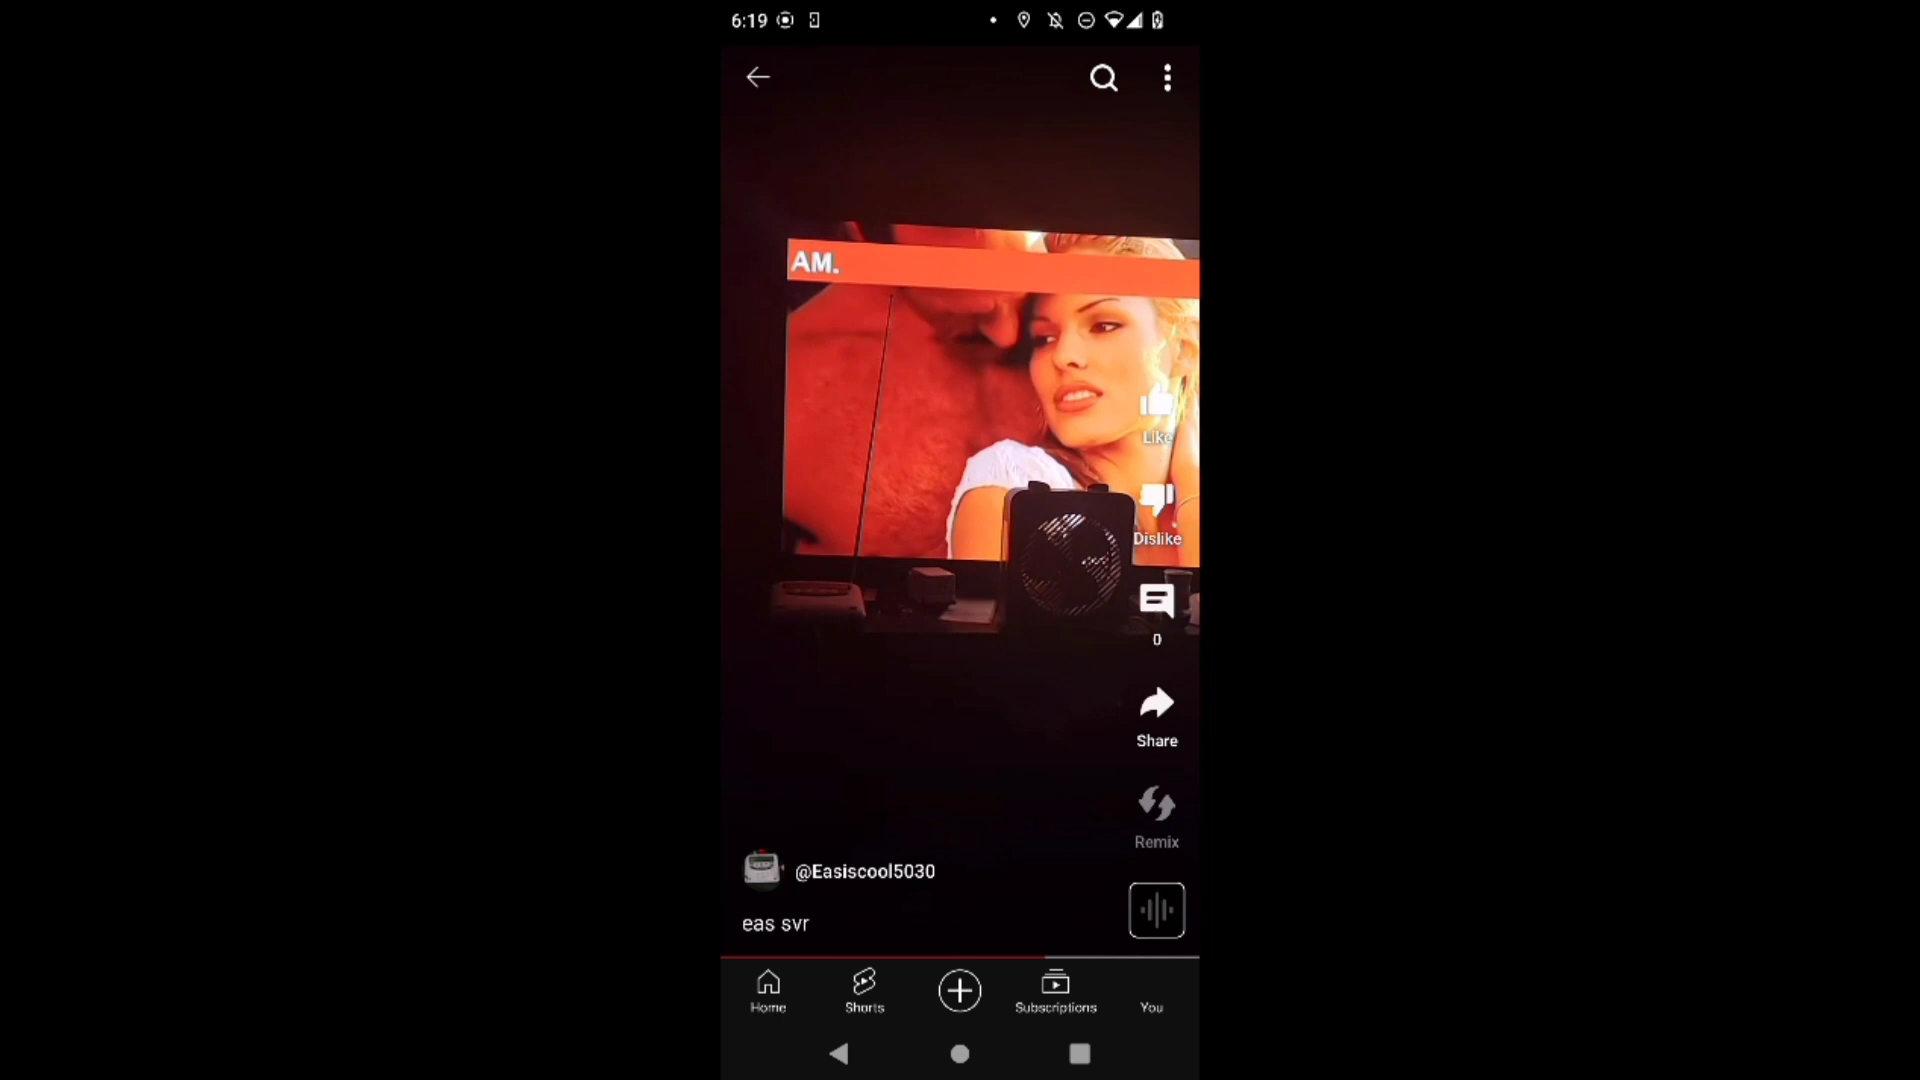 6:19
AM.
Like
Dislike
0
Share
Remix
@Easiscool5030
eas svr
Home
Shorts
Subscriptions
You